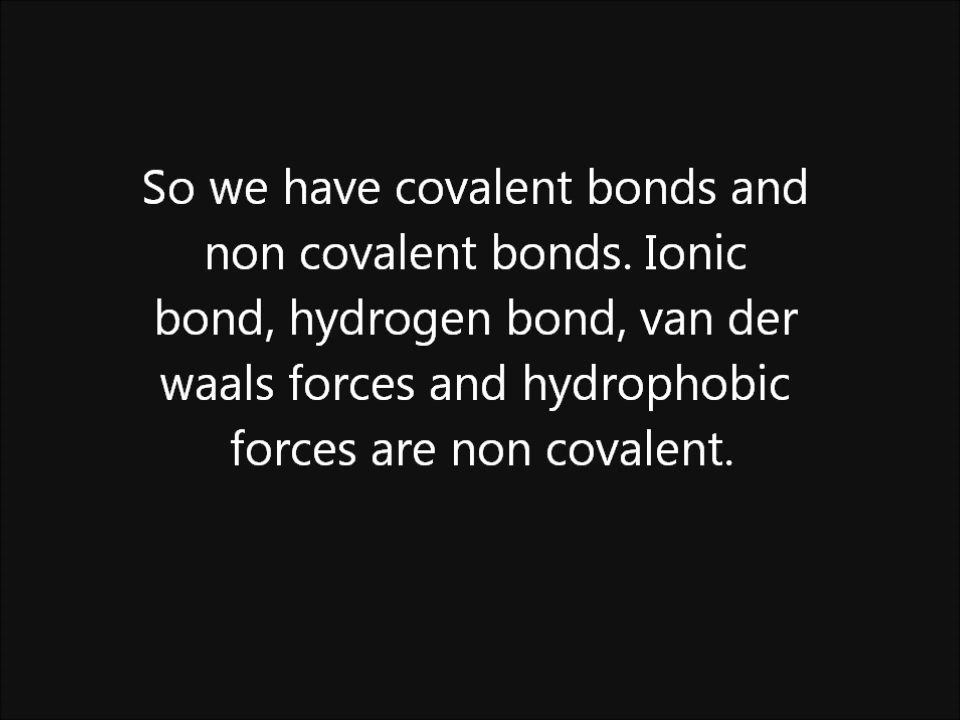 So we have covalent bonds and
non covalent bonds. Ionic
bond, hydrogen bond, van der
waals forces and hydrophobic
forces are non covalent.